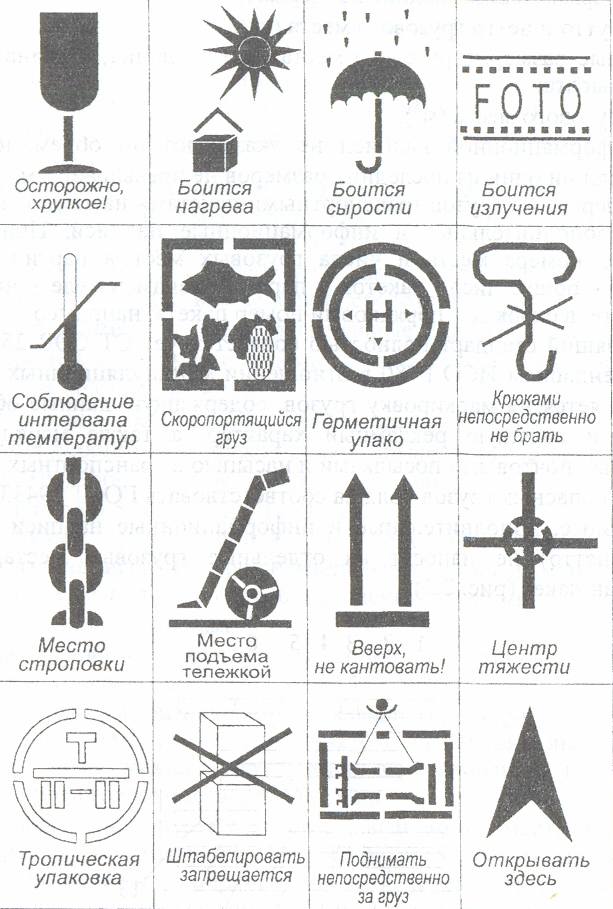 Осторожно,
хрупкое!
Боится
нагрева
Боится
сырости
FOTO
Боится
излучения
Соблюдение
интервала
температур
Скоропортящийся
груз
Н
Герметичная
упако
Крюками
непосредственно
не брать
Место
строповки
Место
подъема
тележкой
Вверх,
не кантовать!
Центр
тяжести
Т
Тропическая
упаковка
Штабелировать
запрещается
Поднимать
непосредственно
за груз
Открывать
здесь